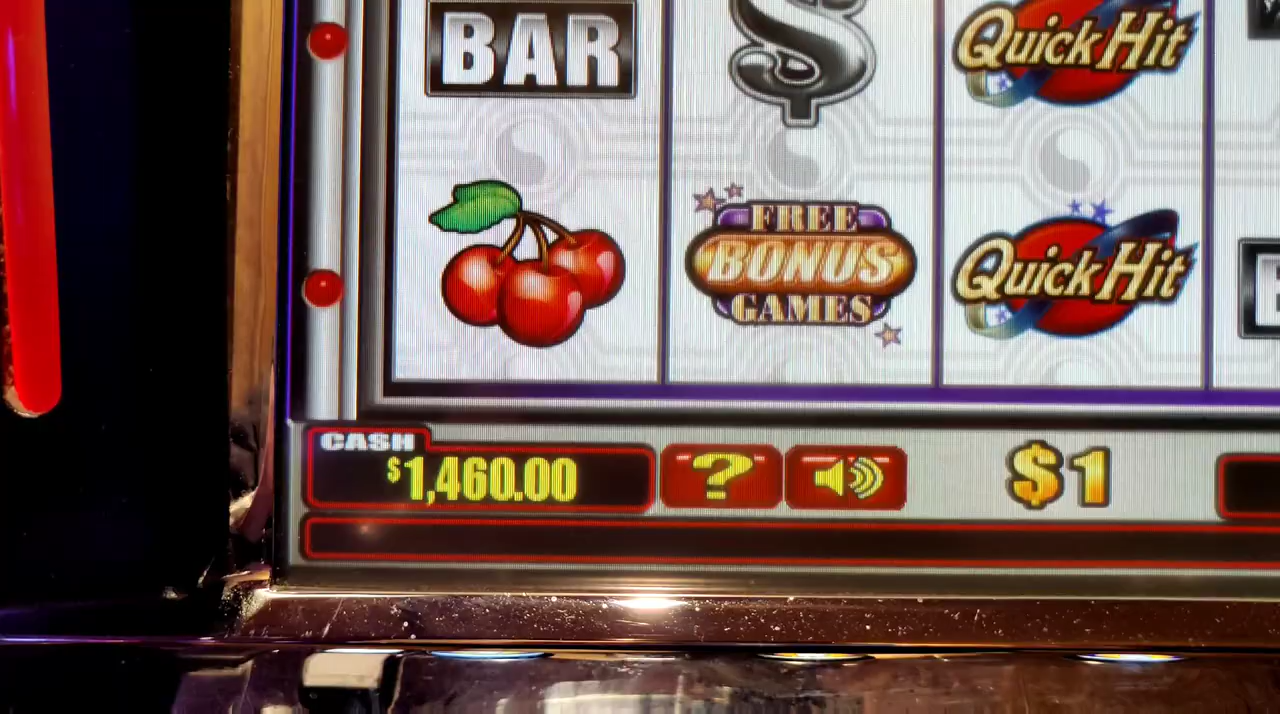 BAR
$
Quick Hit
FREE
BONUS
GAMES
Quick Hit
CASH
$1,460.00
?
$1